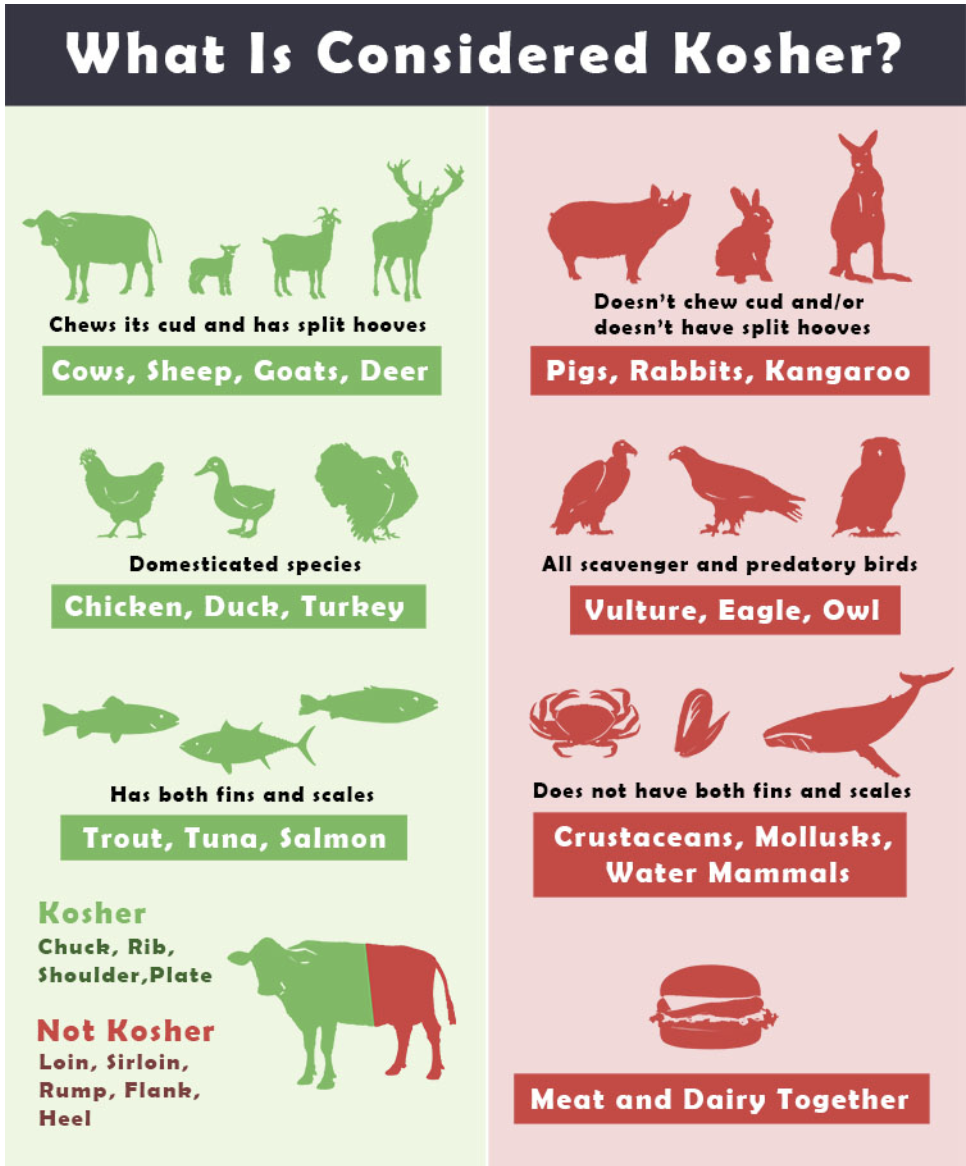 What Is Considered Kosher?
Chews its cud and has split hooves
Cows, Sheep, Goats, Deer
Domesticated species
Chicken, Duck, Turkey
Has both fins and scales
Trout, Tuna, Salmon
Kosher
Chuck, Rib,
Shoulder,Plate
Not Kosher
Loin, Sirloin,
Rump, Flank,
Heel
Doesn't chew cud and/or
doesn't have split hooves
Pigs, Rabbits, Kangaroo
All scavenger and predatory birds
Vulture, Eagle, Owl
Does not have both fins and scales
Crustaceans, Mollusks,
Water Mammals
Meat and Dairy Together